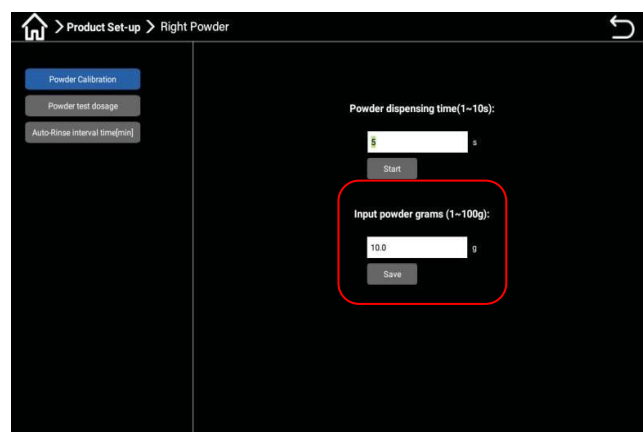 > Product Set-up > Right Powder
Powder Calibration
Powder test dosage
Auto-Rinse interval time[min]
Powder dispensing time(1~10s):
5 s
Start
Input powder grams (1~100g):
10.0 g
Save